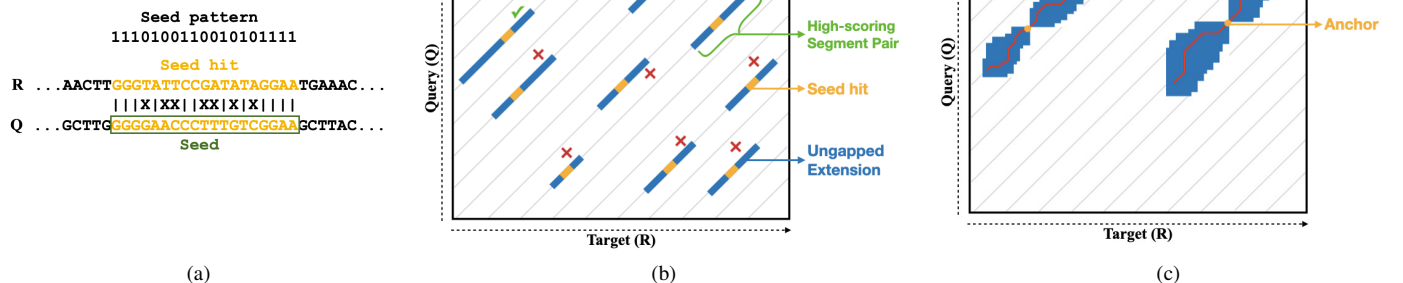 Seed pattern
1110100110010101111
Seed hit
R ...AACTTGGGTATTCCGATATAGGAATGAAAC...
|||X|XX||XX|X|X||||
Q ...GCTTGGGGGAACCCTTTGTCGGAAGCTTAC...
Seed
(a)
Query (Q)
High-scoring
Segment Pair
Seed hit
Ungapped
Extension
Target (R)
(b)
Query (Q)
Anchor
Target (R)
(c)